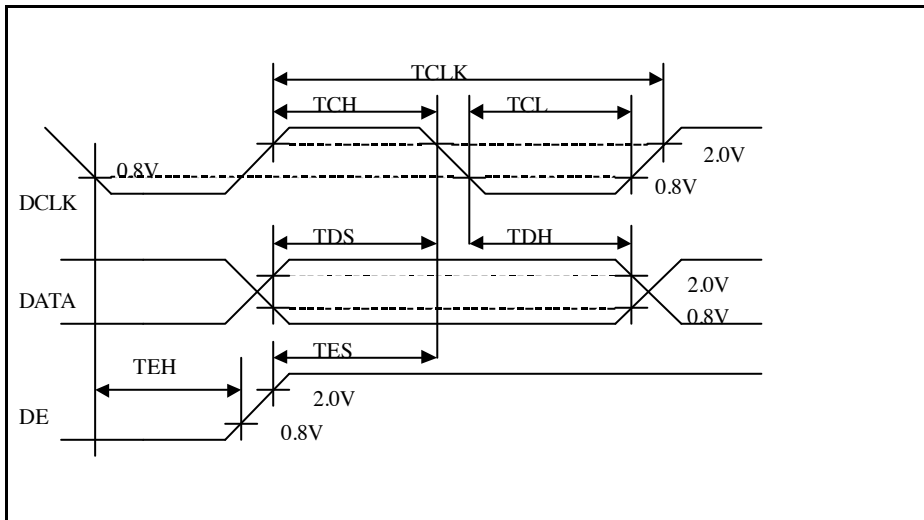 TCLK
TCH TCL
0.8V 2.0V
DCLK 0.8V
TDS TDH
DATA 2.0V
0.8V
TEH TES
DE 2.0V
0.8V